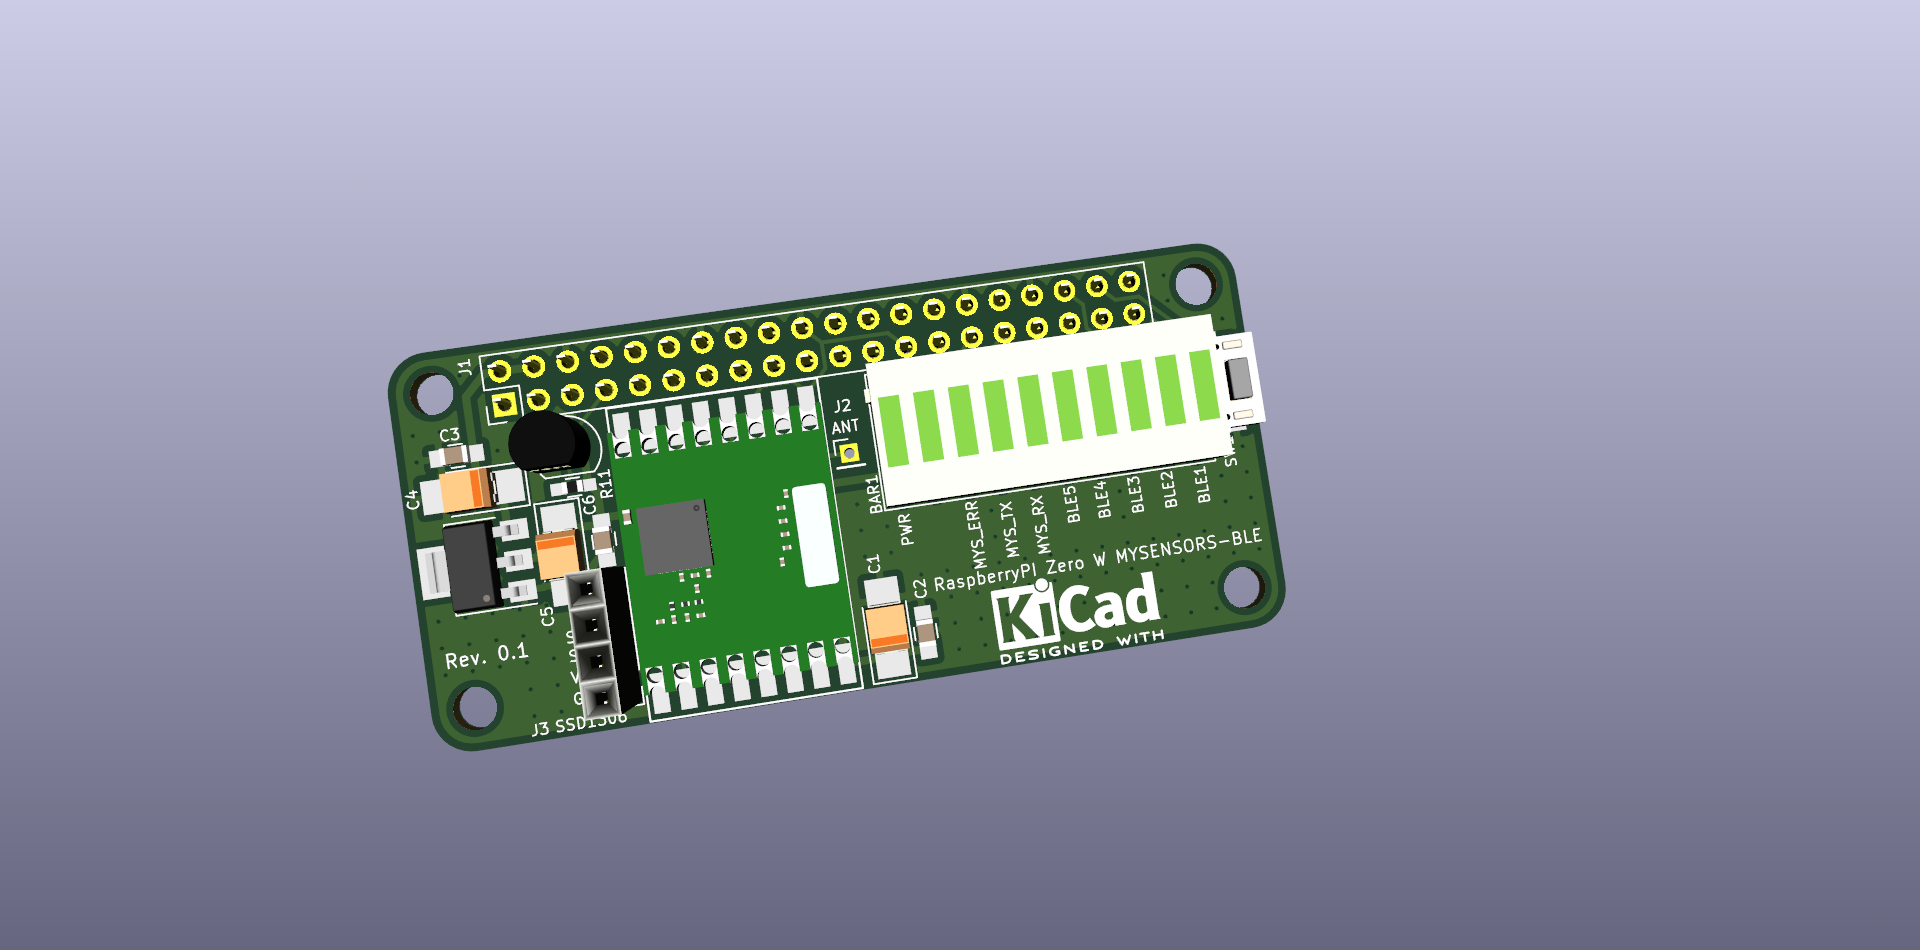 J1
C3
C4
R11
C6
C5
Rev. 0.1
J3 SSD1306
J2
ANT
BAR1
PWR
MYS_ERR
MYS_TX
MYS_RX
BLE5
BLE4
BLE3
BLE2
BLE1
C1
C2
RaspberryPI Zero W MYSENSORS-BLE
KiCad
DESIGNED WITH